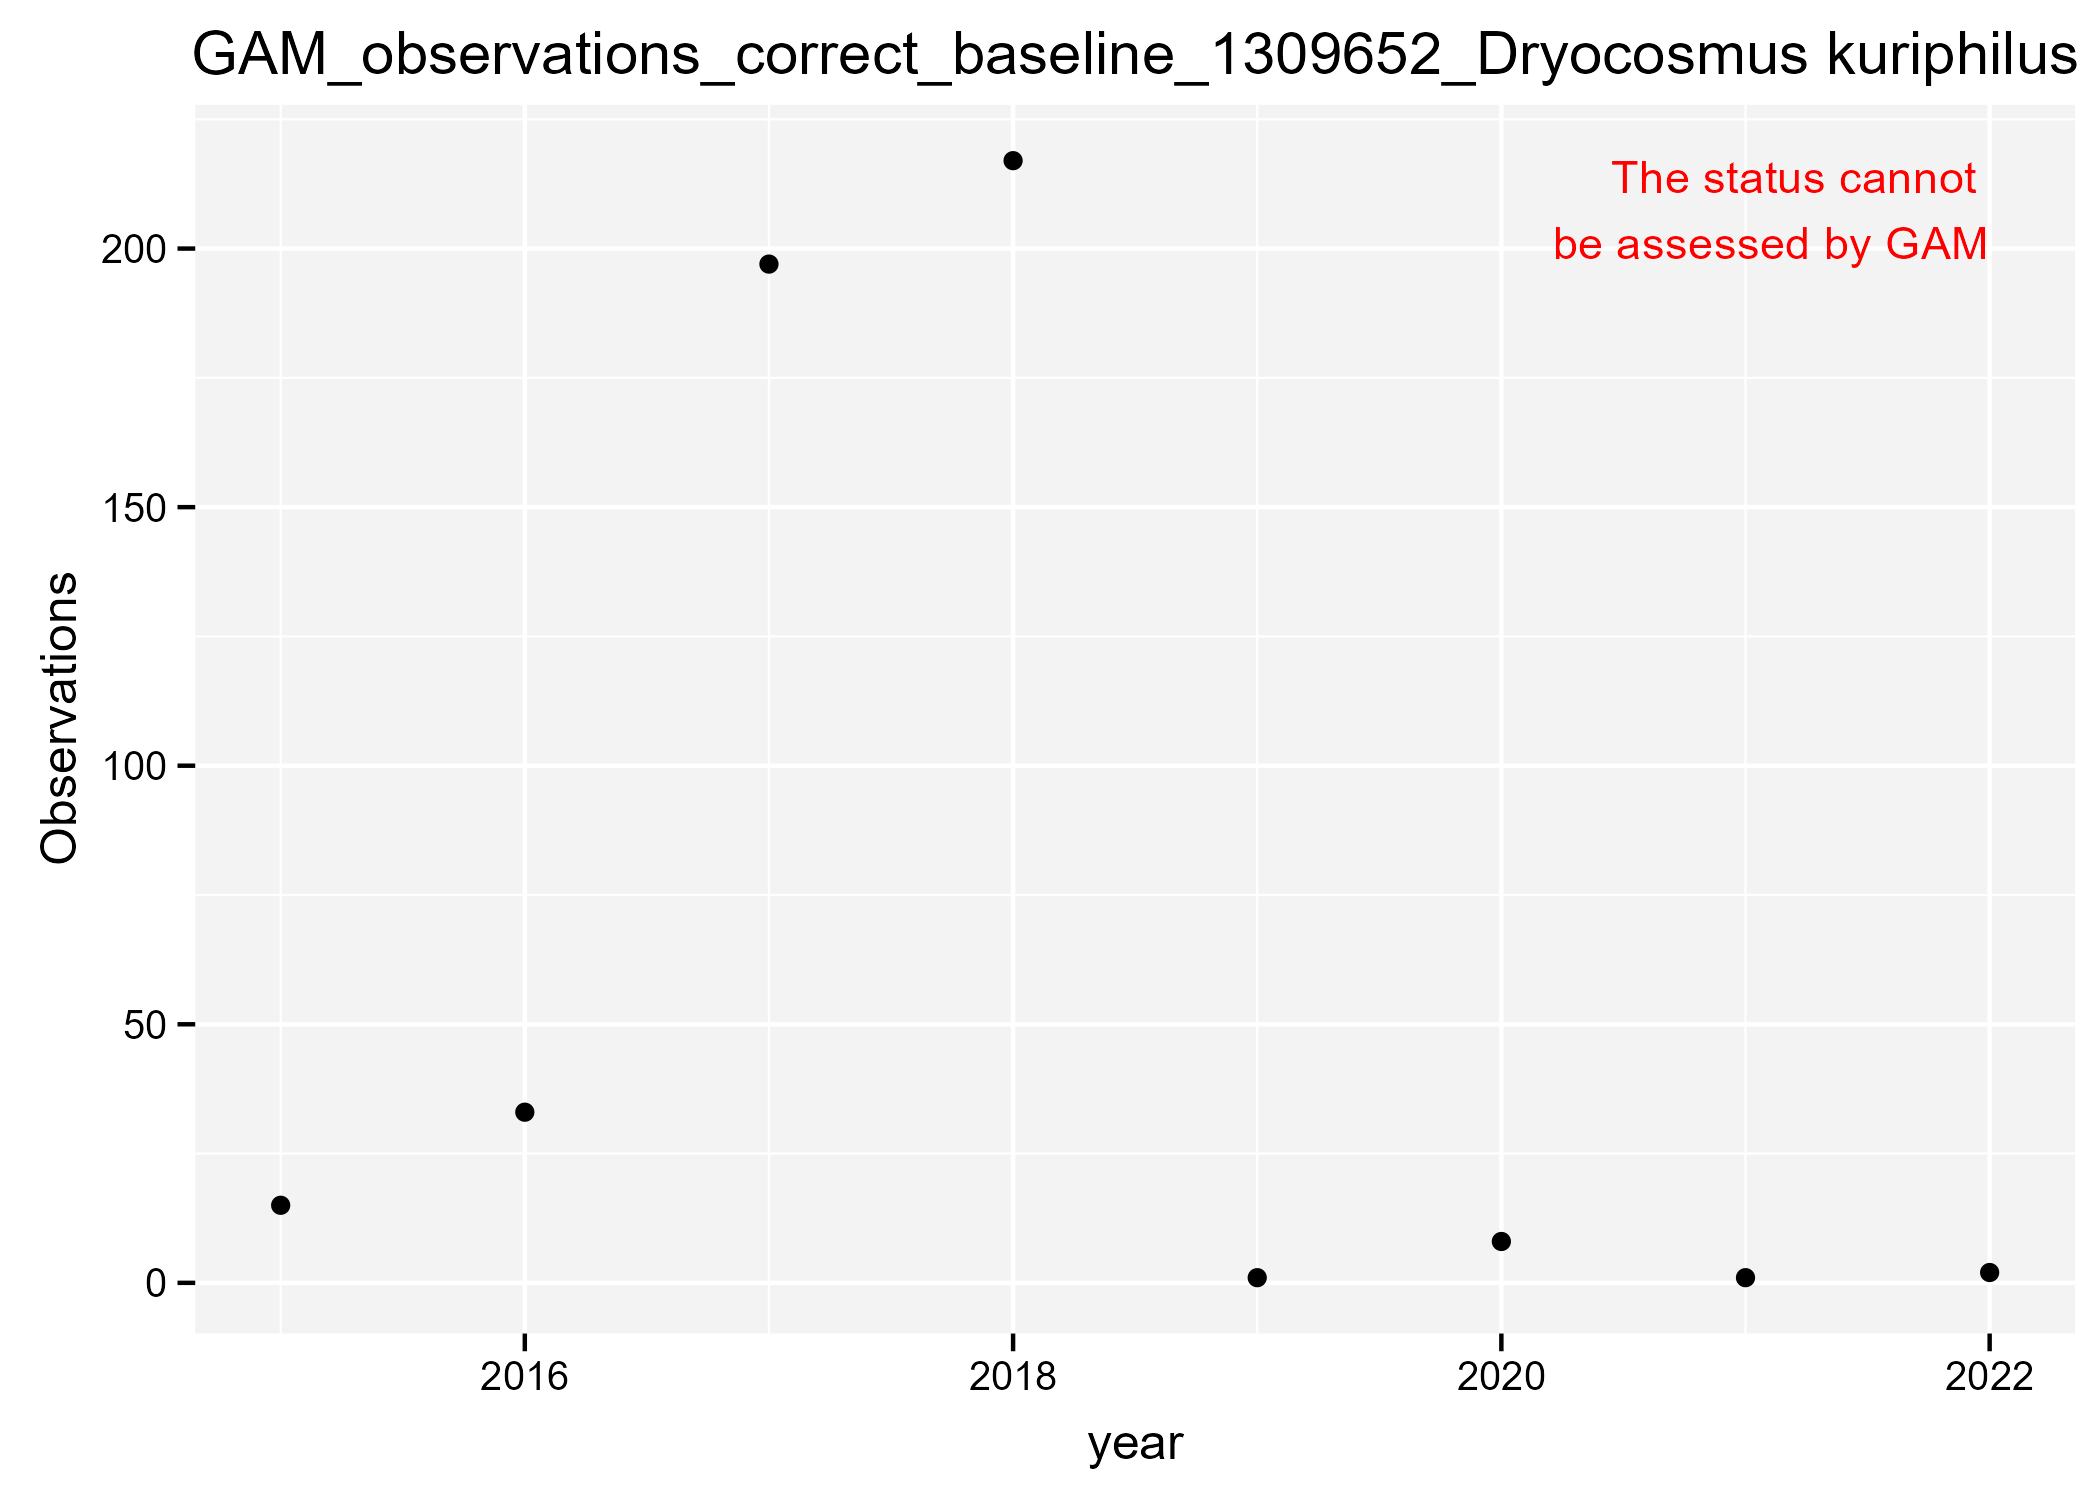 GAM_observations_correct_baseline_1309652_Dryocosmus kuriphilus
The status cannot
be assessed by GAM
Observations
200
150
100
50
0
2016 2018 2020 2022
year